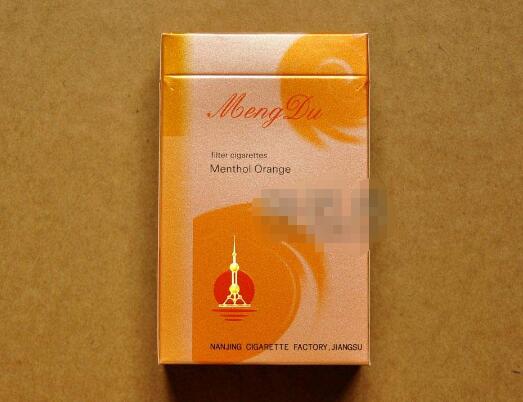 MengDu
filter cigarettes
Menthol Orange
NANJING CIGARETTE FACTORY, JIANGSU